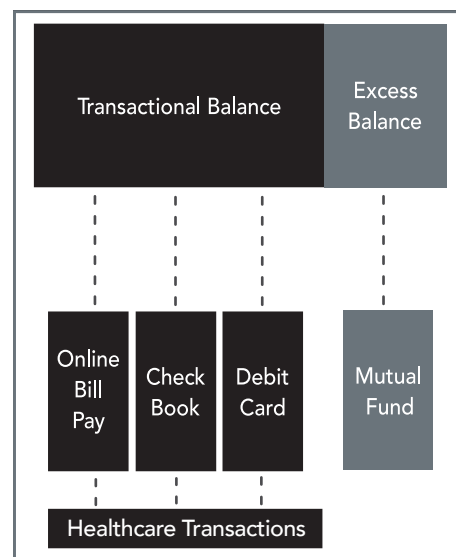 Transactional Balance
Excess
Balance
Online
Bill
Pay
Check
Book
Debit
Card
Mutual
Fund
Healthcare Transactions